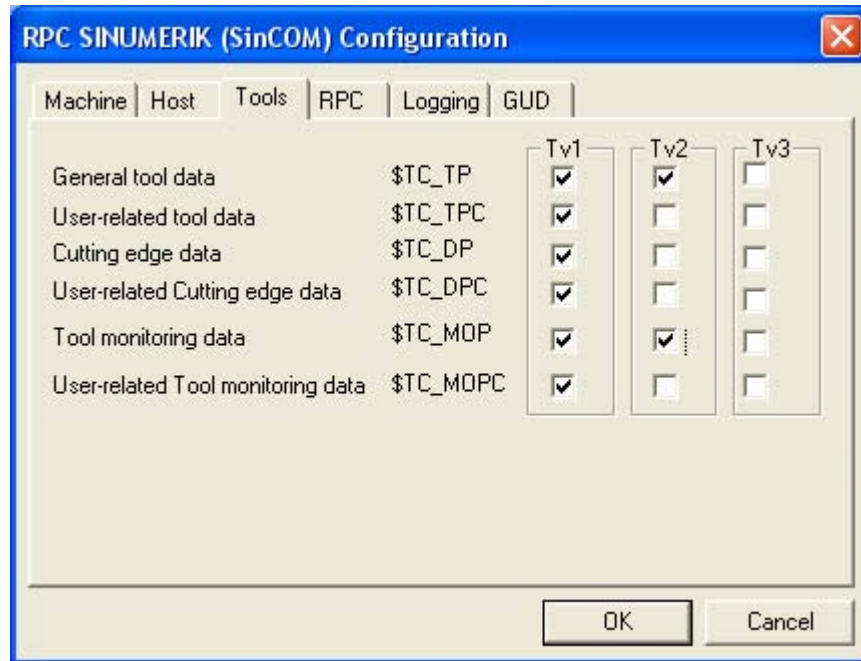 RPC SINUMERIK (SinCOM) Configuration
Machine Host Tools RPC Logging GUD
Tv1 Tv2 Tv3
General tool data $TC_TP
User-related tool data $TC_TPC
Cutting edge data $TC_DP
User-related Cutting edge data $TC_DPC
Tool monitoring data $TC_MOP
User-related Tool monitoring data $TC_MOPC
OK Cancel